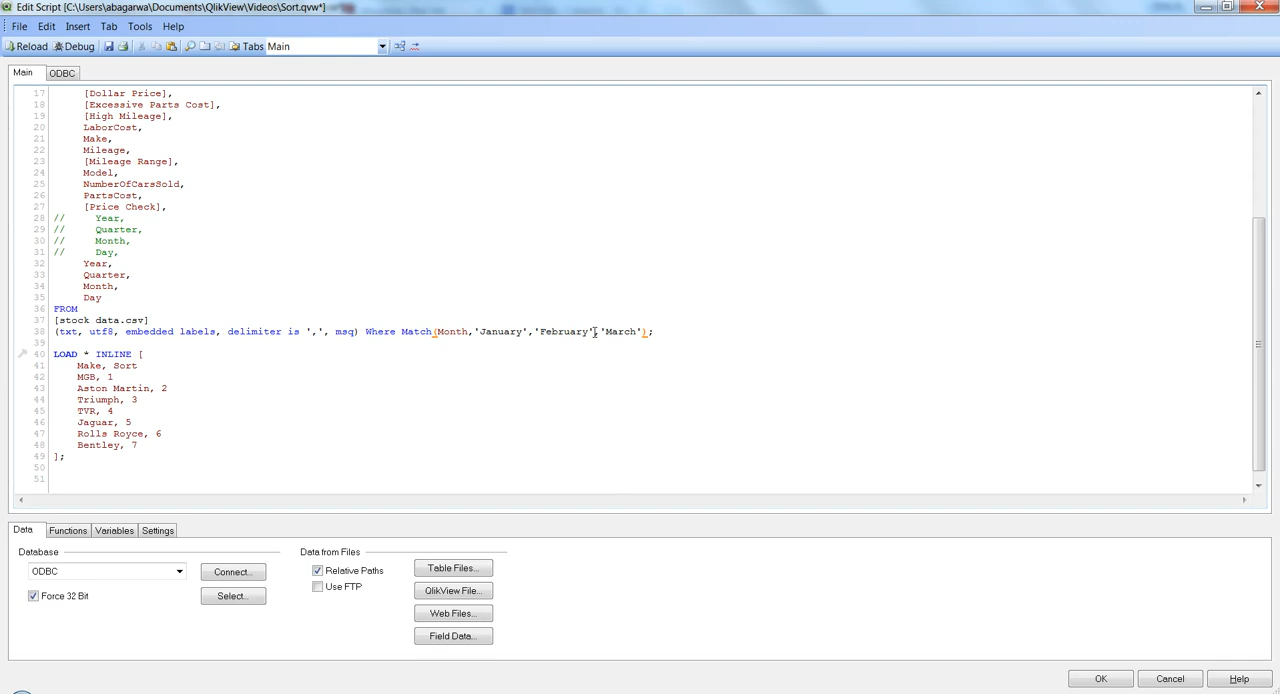 Edit Script [C:\Users\abagarwa\Documents\QlikView\Videos\Sort.qvw*]
File Edit Insert Tab Tools Help
Reload Debug Tabs Main
Main ODBC
17 [Dollar Price],
18 [Excessive Parts Cost],
19 [High Mileage],
20 LaborCost,
21 Make,
22 Mileage,
23 [Mileage Range],
24 Model,
25 NumberOfCarsSold,
26 PartsCost,
27 [Price Check],
28 // Year,
29 // Quarter,
30 // Month,
31 // Day,
32 Year,
33 Quarter,
34 Month,
35 Day
36 FROM
37 [stock data.csv]
38 (txt, utf8, embedded labels, delimiter is ',', msq) Where Match(Month,'January','February','March');
39
40 LOAD * INLINE [
41 Make, Sort
42 MGB, 1
43 Aston Martin, 2
44 Triumph, 3
45 TVR, 4
46 Jaguar, 5
47 Rolls Royce, 6
48 Bentley, 7
49 ];
50
51
Data Functions Variables Settings
Database Data from Files
ODBC Connect... Relative Paths Table Files...
Use FTP QlikView File...
Force 32 Bit Select...
Web Files...
Field Data...
OK Cancel Help